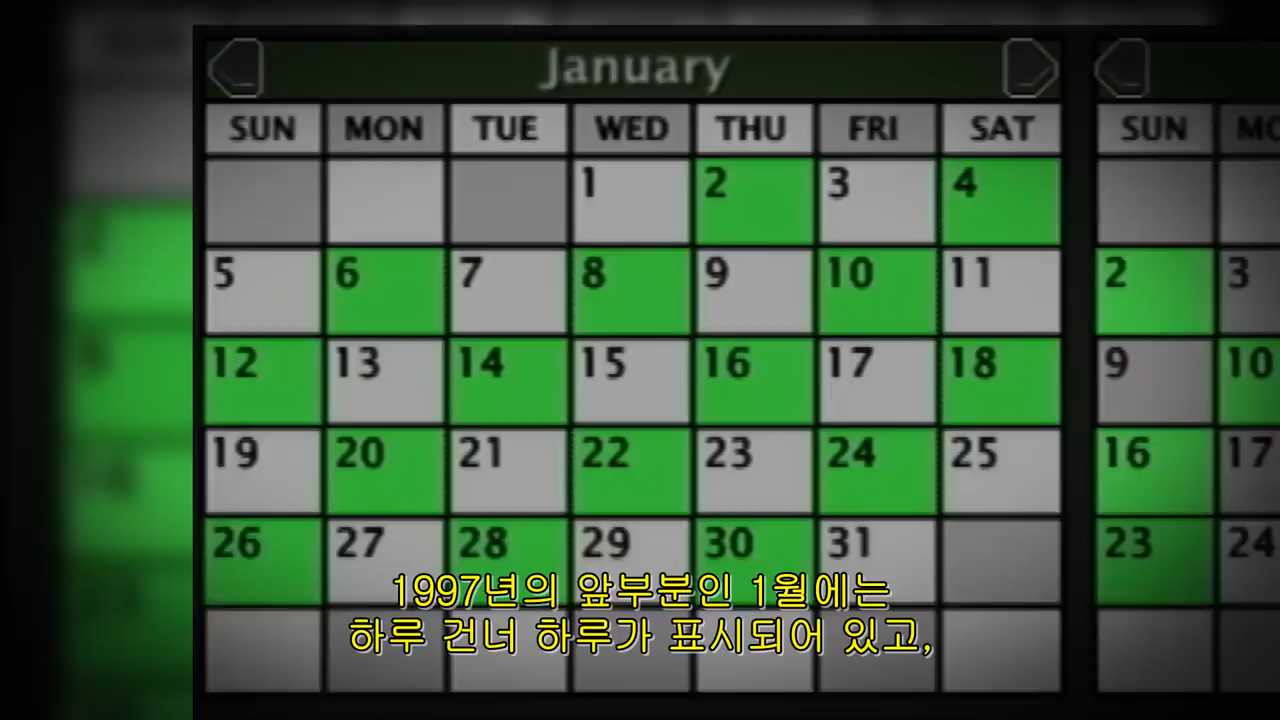 January
SUN MON TUE WED THU FRI SAT
1 2 3 4
5 6 7 8 9 10 11
12 13 14 15 16 17 18
19 20 21 22 23 24 25
26 27 28 29 30 31
SUN
2 3
9 10
16 17
23 24
1997년의 앞부분인 1월에는
하루 건너 하루가 표시되어 있고,